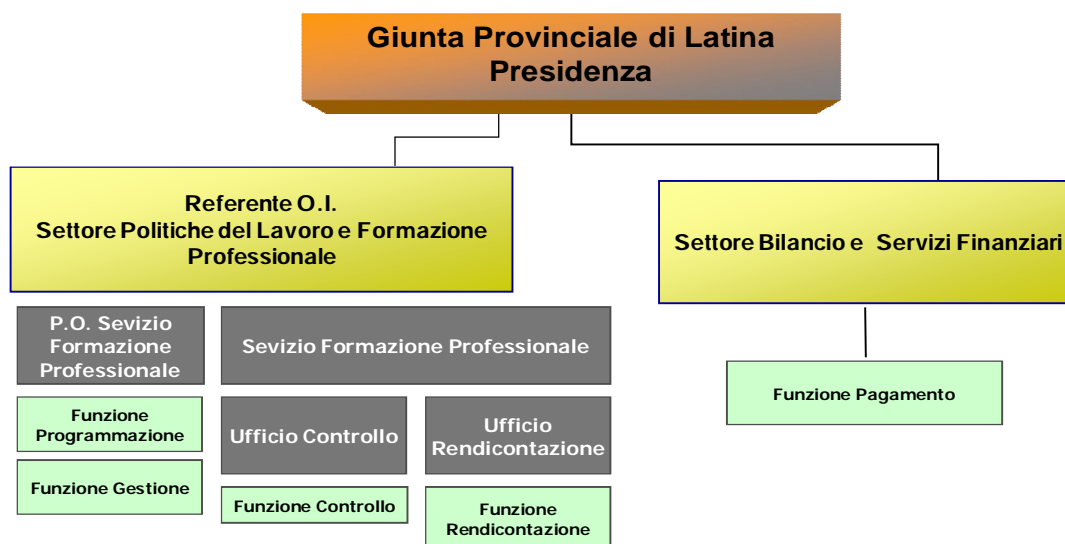 Giunta Provinciale di Latina
Presidenza
Referente O.I.
Settore Politiche del Lavoro e Formazione
Professionale
Settore Bilancio e Servizi Finanziari
P.O. Sevizio
Formazione
Professionale
Sevizio Formazione Professionale
Funzione Pagamento
Funzione
Programmazione
Ufficio Controllo
Ufficio
Rendicontazione
Funzione Gestione
Funzione Controllo
Funzione
Rendicontazione